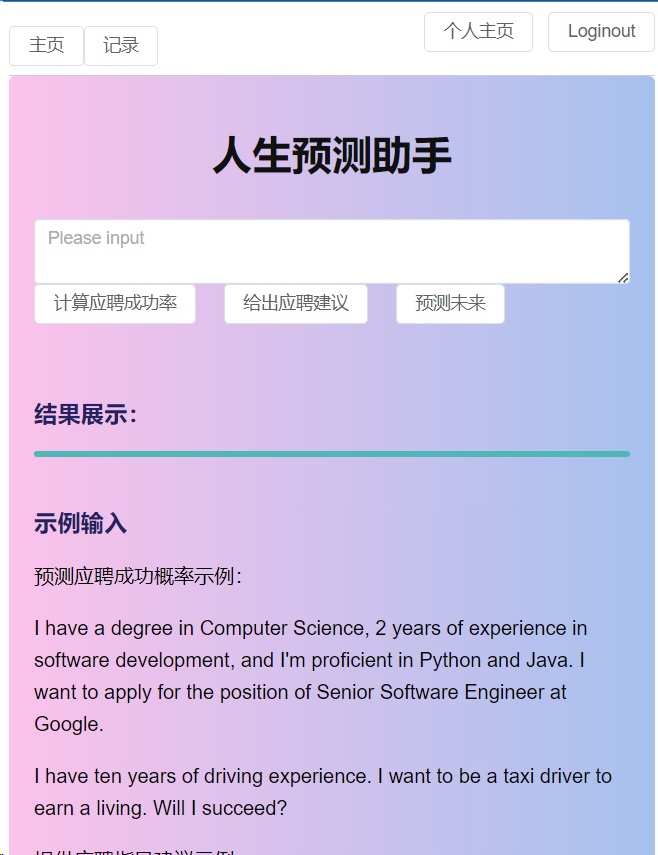 主页 记录 个人主页 Loginout
人生预测助手
Please input
计算应聘成功率 给出应聘建议 预测未来
结果展示：
示例输入
预测应聘成功概率示例：
I have a degree in Computer Science, 2 years of experience in
software development, and I'm proficient in Python and Java. I
want to apply for the position of Senior Software Engineer at
Google.
I have ten years of driving experience. I want to be a taxi driver to
earn a living. Will I succeed?